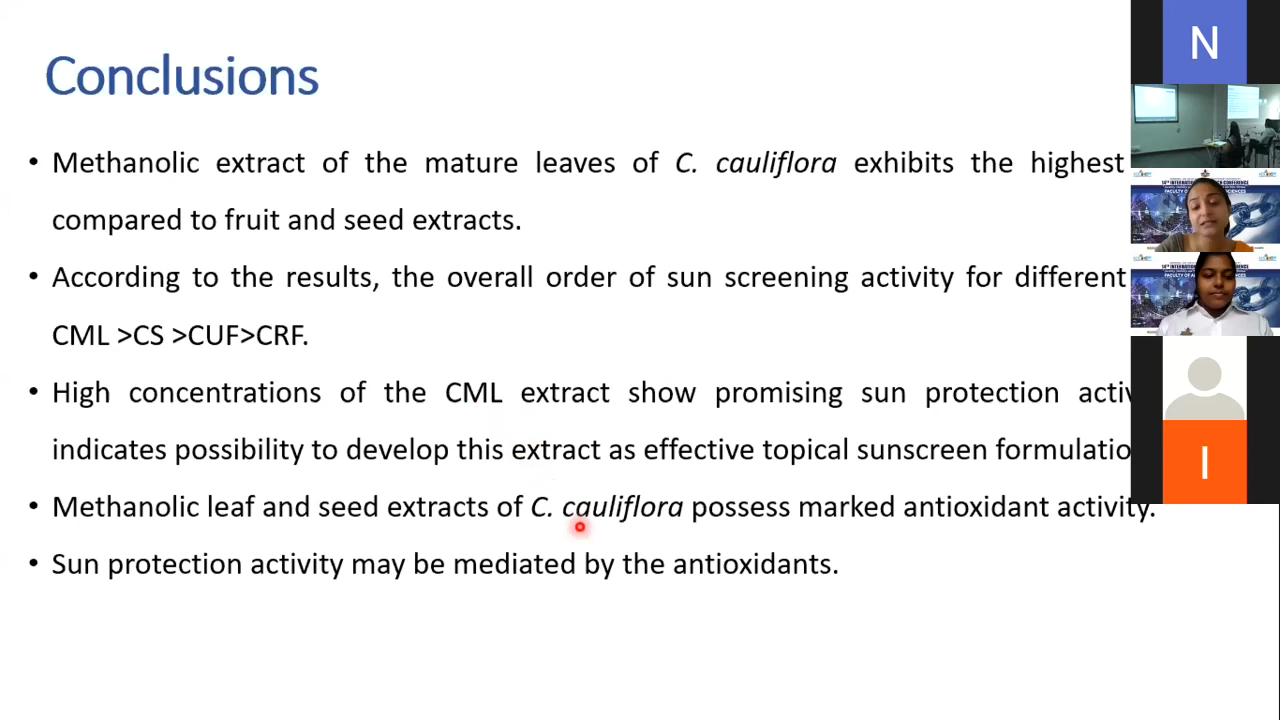 Conclusions
• Methanolic extract of the mature leaves of C. cauliflora exhibits the highest
compared to fruit and seed extracts.
• According to the results, the overall order of sun screening activity for different
CML >CS >CUF>CRF.
• High concentrations of the CML extract show promising sun protection activ
indicates possibility to develop this extract as effective topical sunscreen formulatio
• Methanolic leaf and seed extracts of C. cauliflora possess marked antioxidant activity.
• Sun protection activity may be mediated by the antioxidants.
N
I